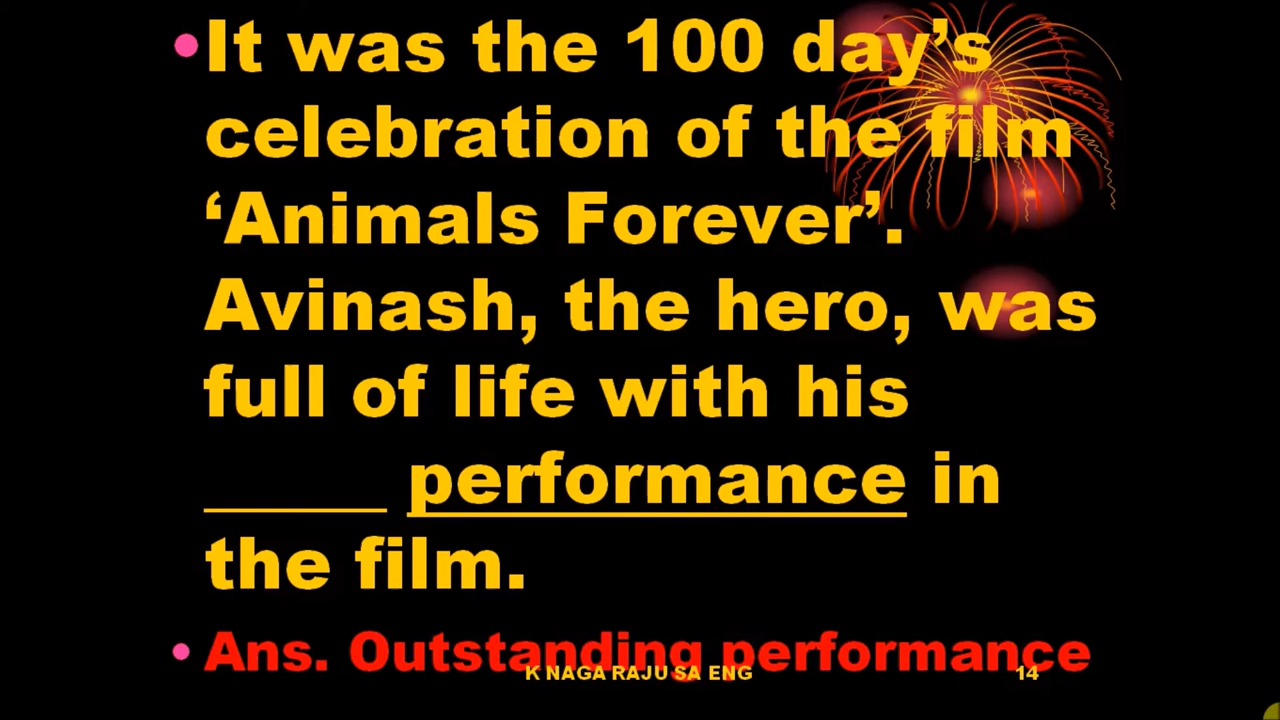 •It was the 100 day’s
celebration of the film
‘Animals Forever’.
Avinash, the hero, was
full of life with his
_____ performance in
the film.
• Ans. Outstanding performance
K NAGA RAJU SA ENG
14